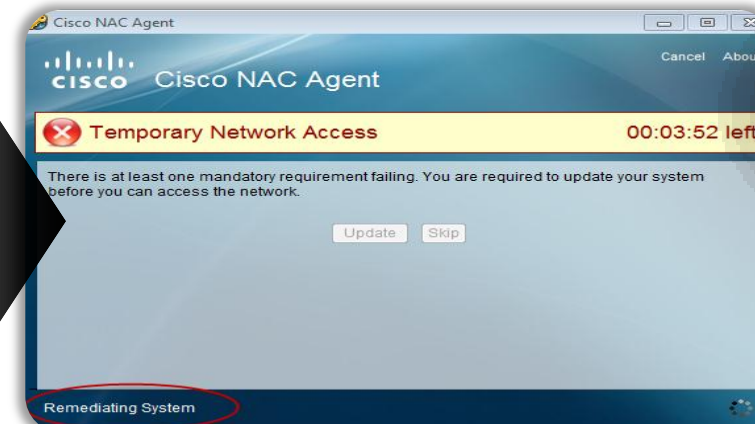 Cisco NAC Agent
Cancel
CISCO Cisco NAC Agent
Temporary Network Access 00:03:52 left
There is at least one mandatory requirement failing. You are required to update your system
before you can access the network.
Update Skip
Remediating System